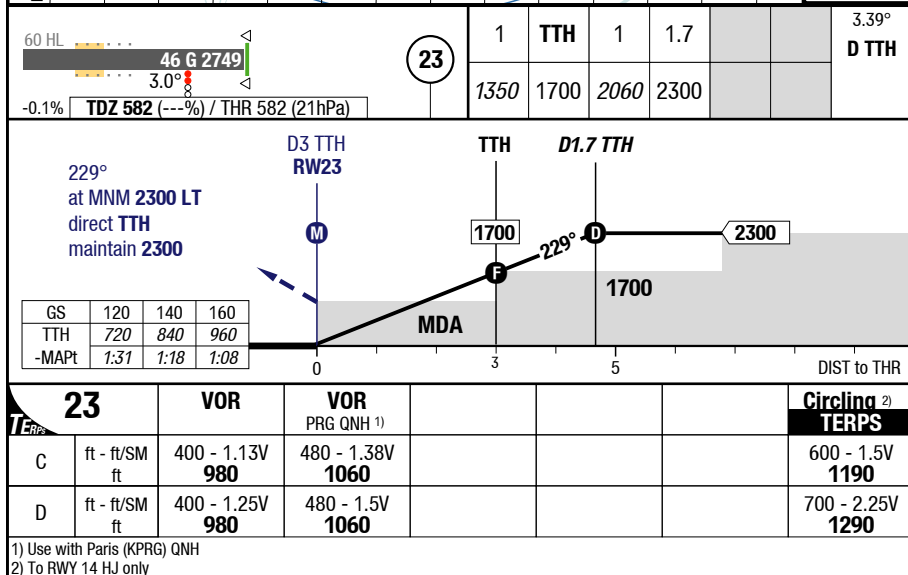 60 HL
46 G 2749
3.0°
-0.1% TDZ 582 (---%) / THR 582 (21hPa)
23
1 TTH 1 1.7
1350 1700 2060 2300
3.39°
D TTH
D3 TTH
RW23
TTH
D1.7 TTH
229°
at MNM 2300 LT
direct TTH
maintain 2300
M
1700
229°
D
2300
F
1700
MDA
GS 120 140 160
TTH 720 840 960
-MAPt 1:31 1:18 1:08
0 3 5 DIST to THR
TERPS 23 VOR VOR Circling 2)
PRG QNH 1) TERPS
C ft - ft/SM 400 - 1.13V 480 - 1.38V 600 - 1.5V
ft 980 1060 1190
D ft - ft/SM 400 - 1.25V 480 - 1.5V 700 - 2.25V
ft 980 1060 1290
1) Use with Paris (KPRG) QNH
2) To RWY 14 HJ only